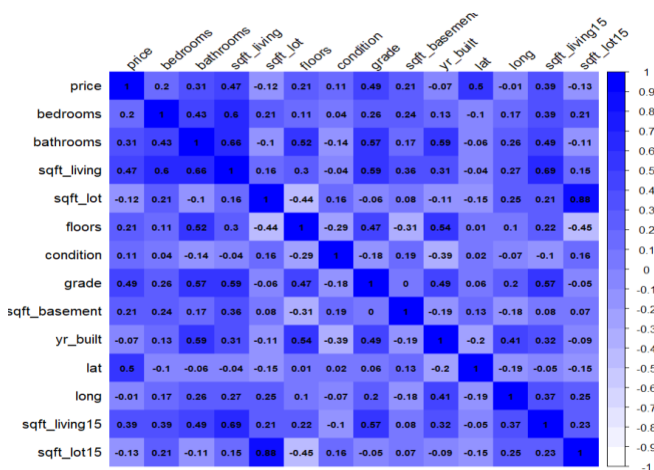 price bedrooms bathrooms sqft_living sqft_lot floors condition grade sqft_basement yr_built lat long sqft_living15 sqft_lot15
price 1 0.2 0.31 0.47 -0.12 0.21 0.11 0.49 0.21 -0.07 0.5 -0.01 0.39 -0.13
bedrooms 0.2 1 0.43 0.6 0.21 0.11 0.04 0.26 0.24 0.13 -0.1 0.17 0.39 0.21
bathrooms 0.31 0.43 1 0.66 -0.1 0.52 -0.14 0.57 0.17 0.59 -0.06 0.26 0.49 -0.11
sqft_living 0.47 0.6 0.66 1 0.16 0.3 -0.04 0.59 0.36 0.31 -0.04 0.27 0.69 0.15
sqft_lot -0.12 0.21 -0.1 0.16 1 -0.44 0.16 -0.06 0.08 -0.11 -0.15 0.25 0.21 0.88
floors 0.21 0.11 0.52 0.3 -0.44 1 -0.29 0.47 -0.31 0.54 0.01 0.1 0.22 -0.45
condition 0.11 0.04 -0.14 -0.04 0.16 -0.29 1 -0.18 0.19 -0.39 0.02 -0.07 -0.1 0.16
grade 0.49 0.26 0.57 0.59 -0.06 0.47 -0.18 1 0 0.49 0.06 0.2 0.57 -0.05
sqft_basement 0.21 0.24 0.17 0.36 0.08 -0.31 0.19 0 1 -0.19 0.13 -0.18 0.08 0.07
yr_built -0.07 0.13 0.59 0.31 -0.11 0.54 -0.39 0.49 -0.19 1 -0.2 0.41 0.32 -0.09
lat 0.5 -0.1 -0.06 -0.04 -0.15 0.01 0.02 0.06 0.13 -0.2 1 -0.19 -0.05 -0.15
long -0.01 0.17 0.26 0.27 0.25 0.1 -0.07 0.2 -0.18 0.41 -0.19 1 0.37 0.25
sqft_living15 0.39 0.39 0.49 0.69 0.21 0.22 -0.1 0.57 0.08 0.32 -0.05 0.37 1 0.23
sqft_lot15 -0.13 0.21 -0.11 0.15 0.88 -0.45 0.16 -0.05 0.07 -0.09 -0.15 0.25 0.23 1
1
0.9
0.8
0.7
0.6
0.5
0.4
0.3
0.2
0.1
0
-0.1
-0.2
-0.3
-0.4
-0.5
-0.6
-0.7
-0.8
-0.9
-1